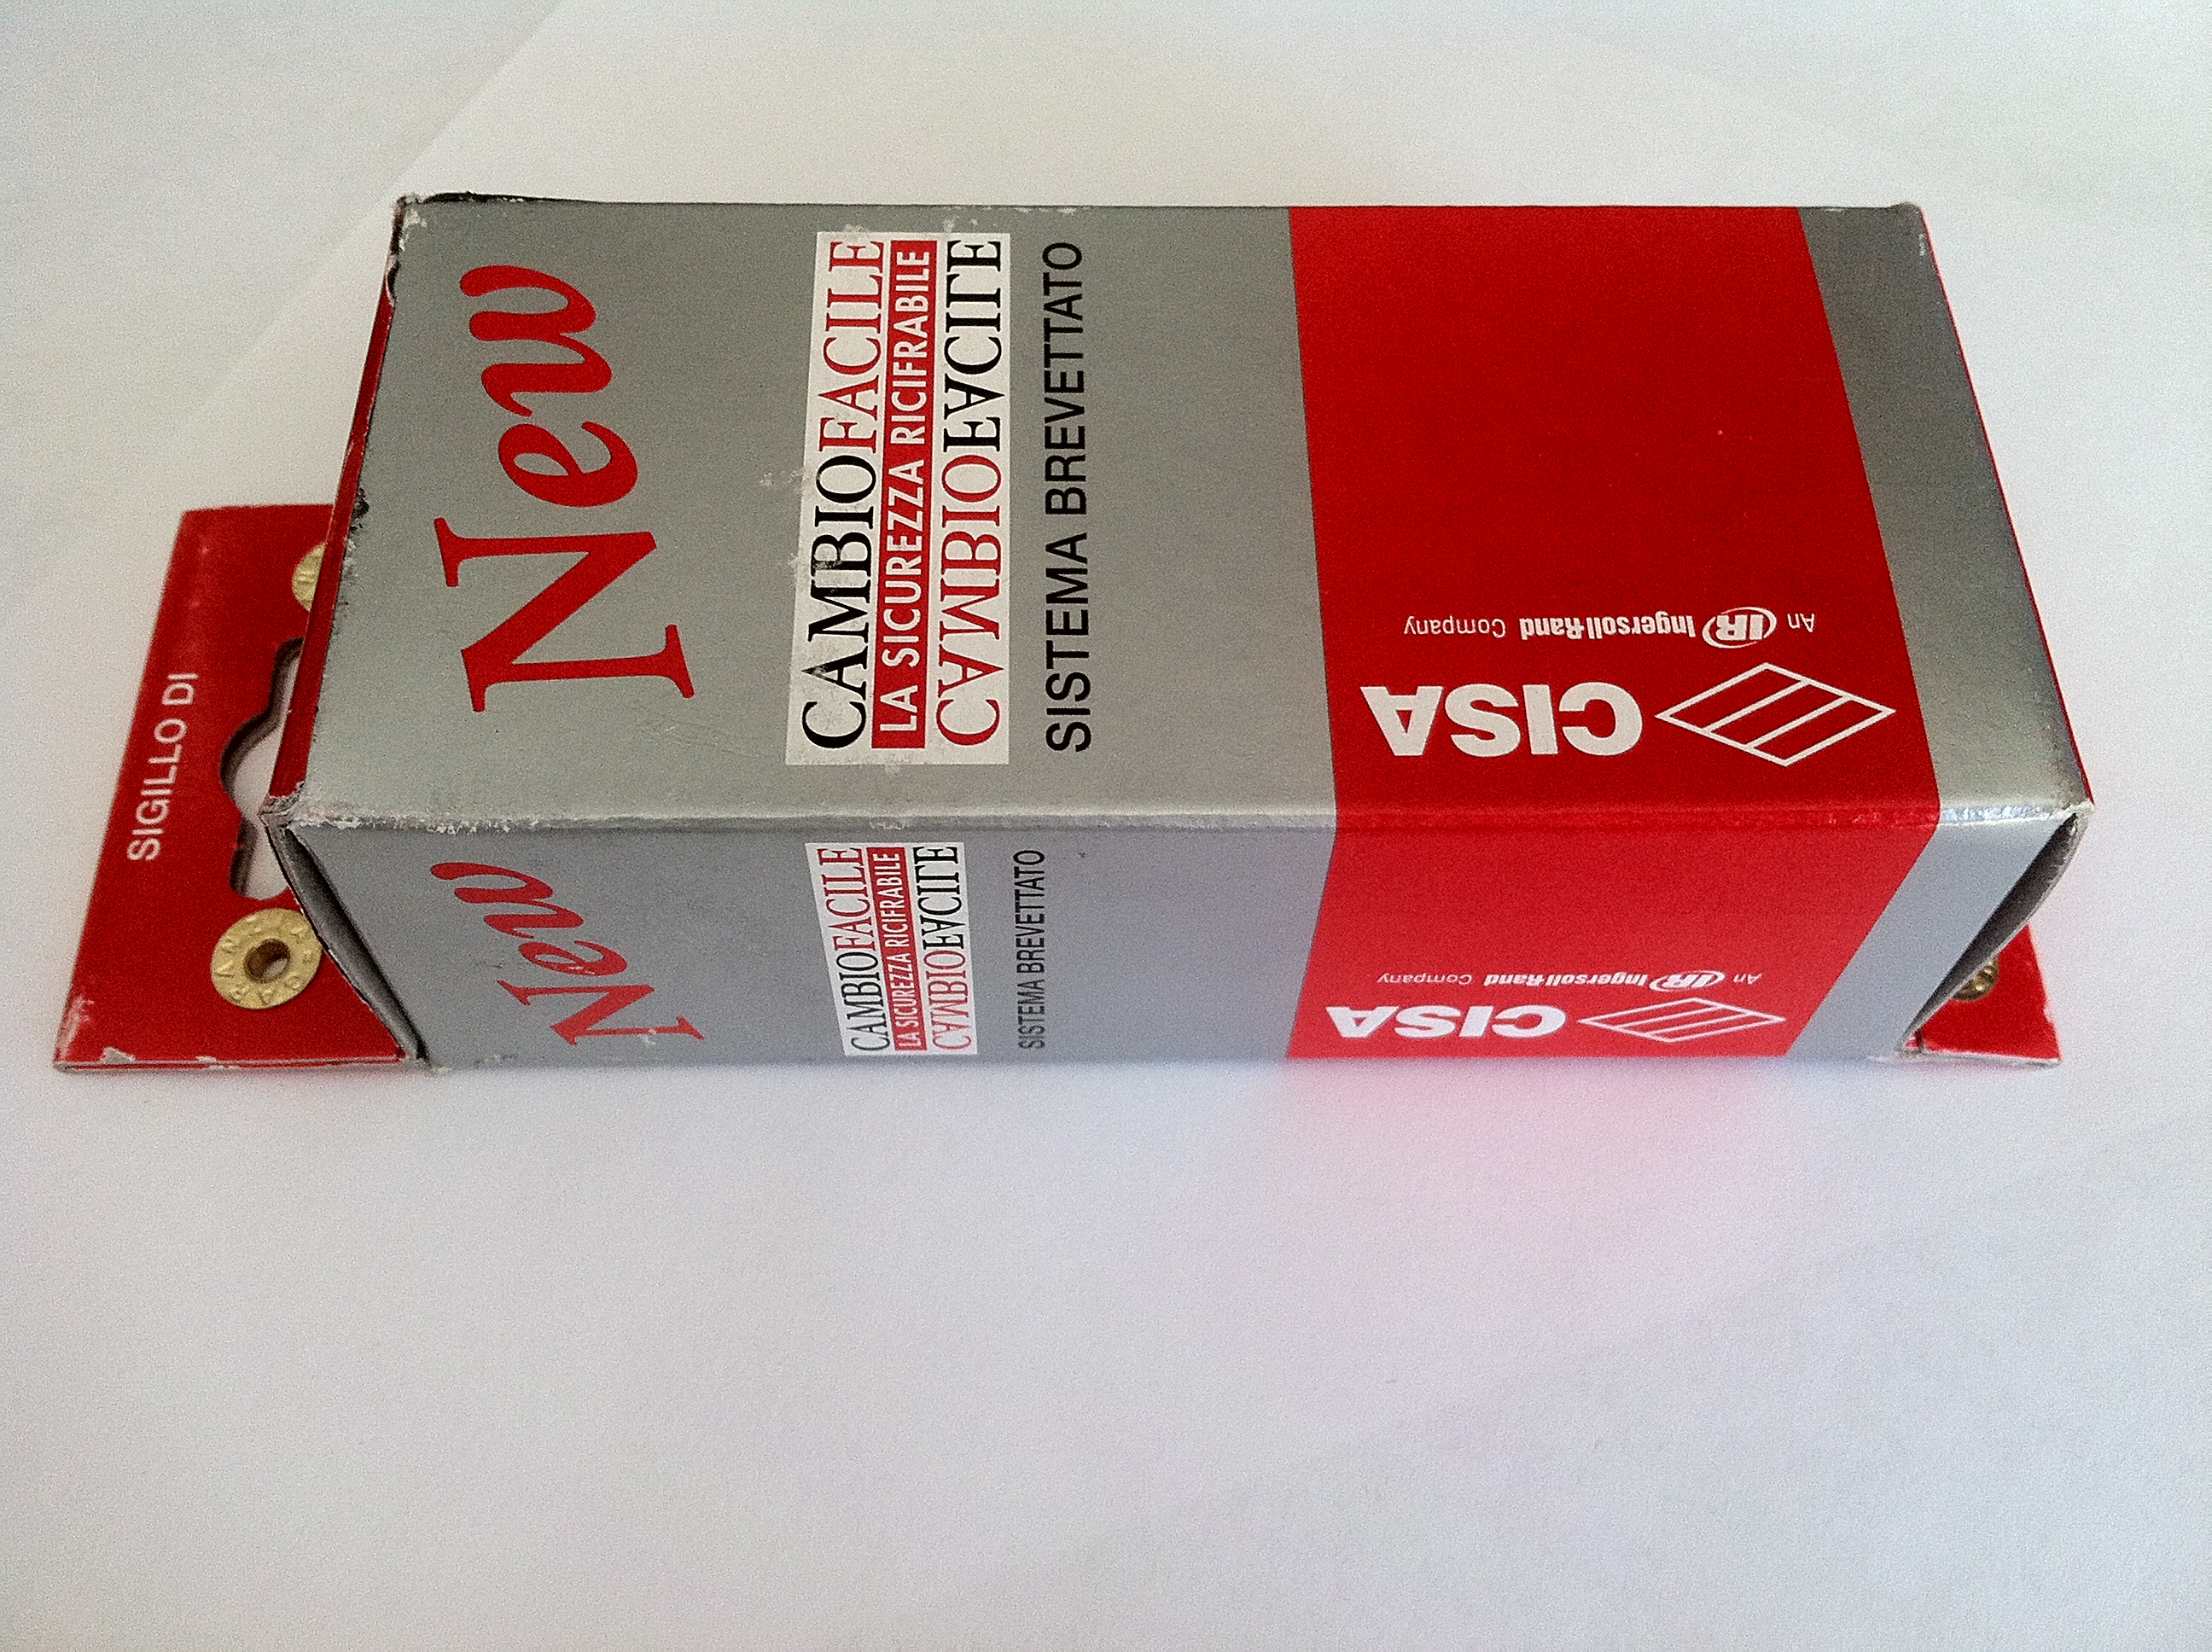 SIGILLO DI
New
CAMBIOFACILE
LA SICUREZZA RICIFRABILE
CAMBIOFACILE
SISTEMA BREVETTATO
CISA
An IR Ingersoll-Rand Company
New
CAMBIOFACILE
LA SICUREZZA RICIFRABILE
CAMBIOFACILE
SISTEMA BREVETTATO
CISA
An IR Ingersoll-Rand Company